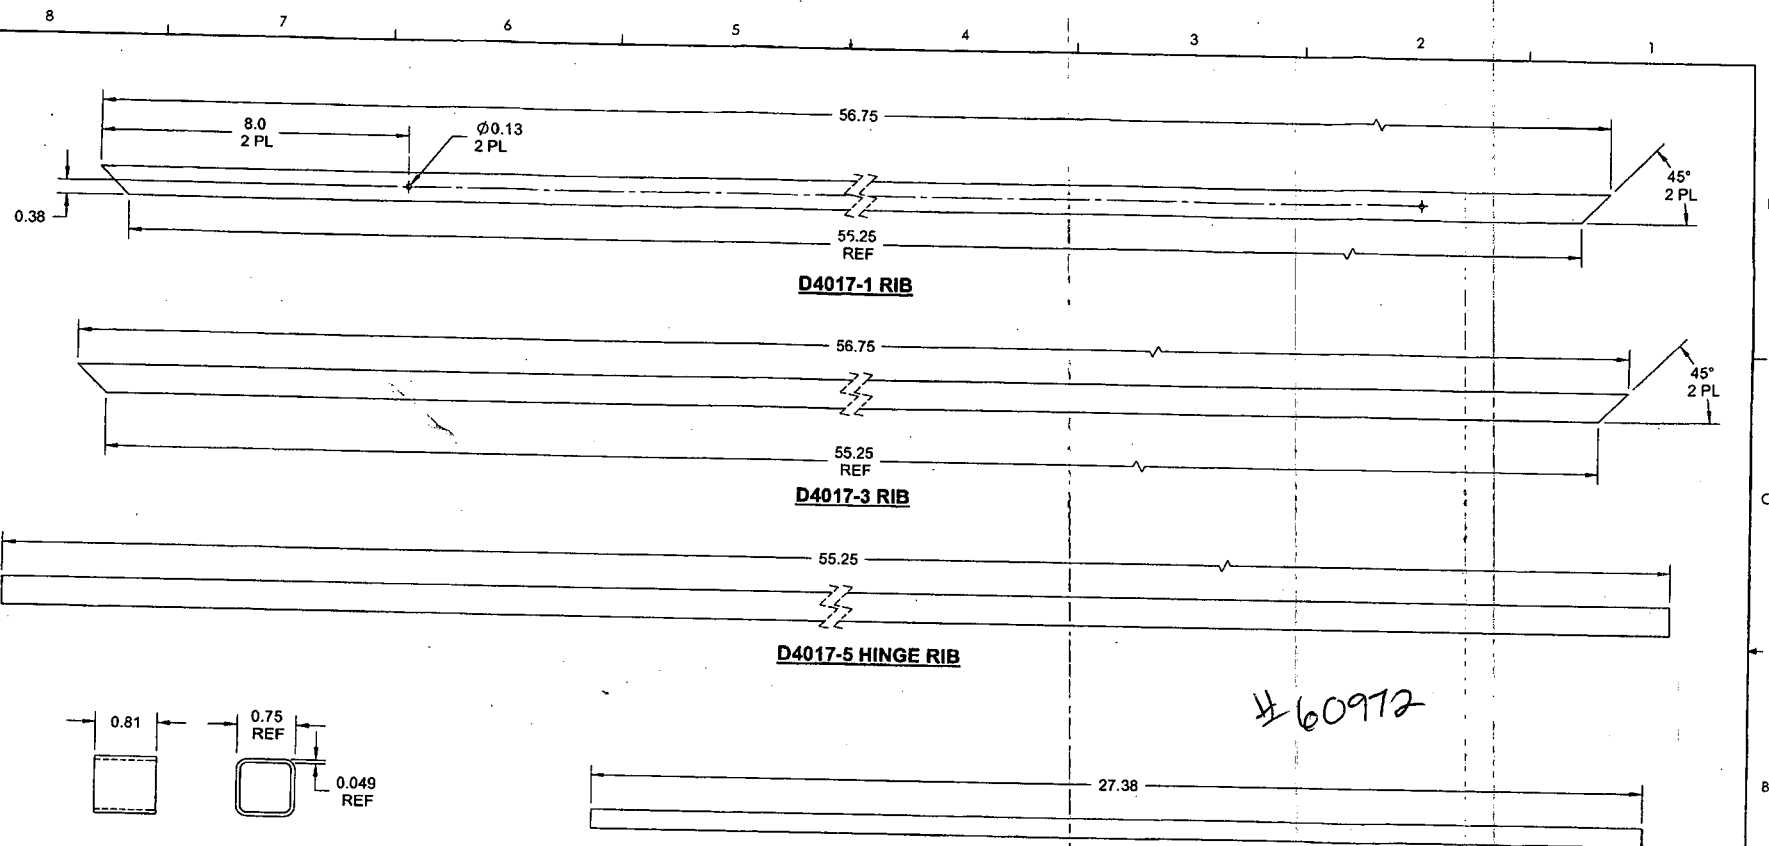 8 7 6 5 4 3 2 1
56.75
8.0
2 PL
Ø0.13
2 PL
45°
2 PL
0.38
55.25
REF
D4017-1 RIB
56.75
45°
2 PL
55.25
REF
D4017-3 RIB
C
55.25
D4017-5 HINGE RIB
#60972
0.81
0.75
REF
0.049
REF
27.38
B